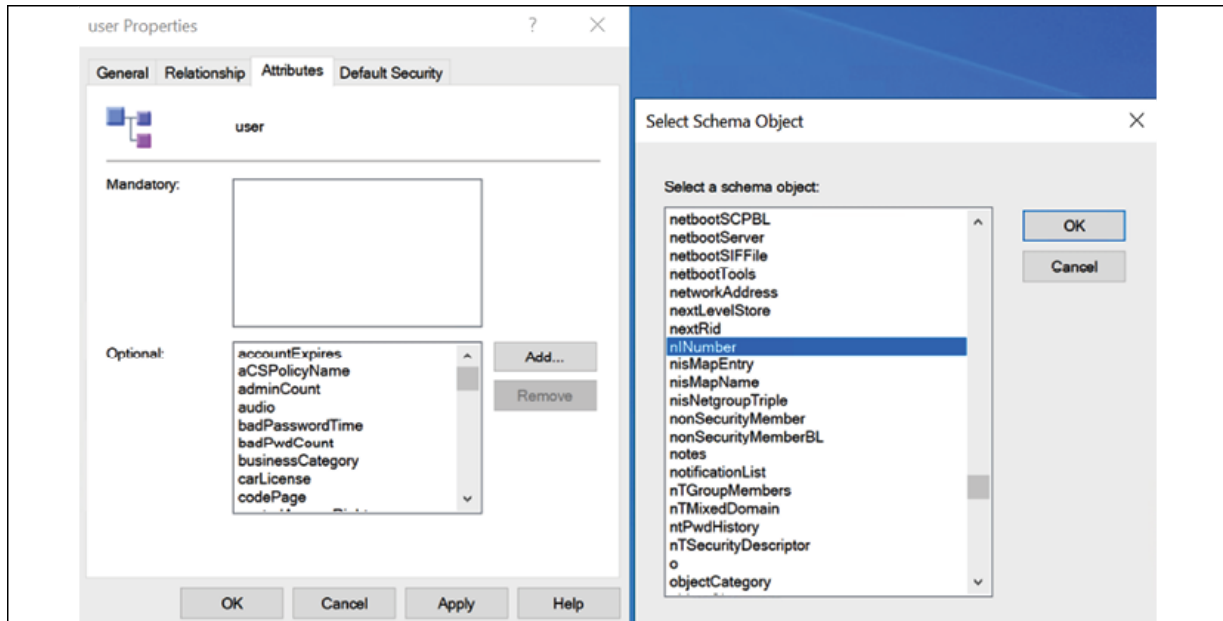 user Properties
?
General
Relationship
Attributes
Default Security
user
Mandatory:
Optional:
accountExpires
aCSPolicyName
adminCount
audio
badPasswordTime
badPwdCount
businessCategory
carLicense
codePage
Add...
Remove
OK
Cancel
Apply
Help
Select Schema Object
Select a schema object:
netbootSCPBL
netbootServer
netbootSIFFile
netbootTools
networkAddress
nextLevelStore
nextRid
nINumber
nisMapEntry
nisMapName
nisNetgroupTriple
nonSecurityMember
nonSecurityMemberBL
notes
notificationList
nTGroupMembers
nTMixedDomain
ntPwdHistory
nTSecurityDescriptor
o
objectCategory
OK
Cancel